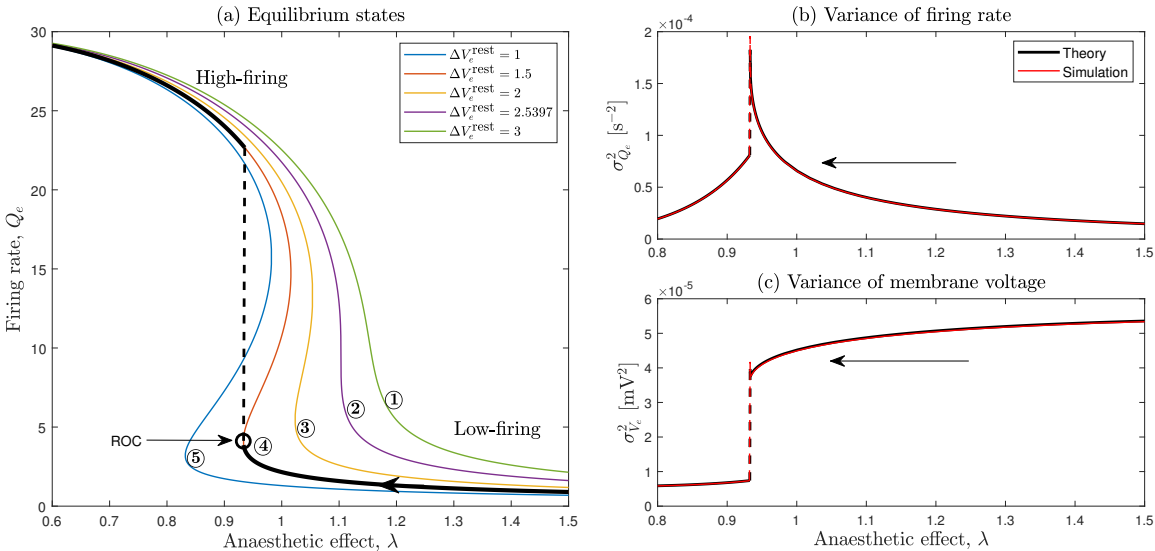 (a) Equilibrium states
30
25
20
15
10
5
0
Firing rate, Q_e
High-firing
Low-firing
ΔV_e^rest = 1
ΔV_e^rest = 1.5
ΔV_e^rest = 2
ΔV_e^rest = 2.5397
ΔV_e^rest = 3
①
②
③
④
⑤
ROC
0.6 0.7 0.8 0.9 1 1.1 1.2 1.3 1.4 1.5
Anaesthetic effect, λ
(b) Variance of firing rate
×10⁻⁴
2
1.5
1
0.5
0
σ²_{Q_e} [s⁻²]
Theory
Simulation
0.8 0.9 1 1.1 1.2 1.3 1.4 1.5
(c) Variance of membrane voltage
×10⁻⁵
6
5
4
3
2
1
0
σ²_{V_e} [mV²]
0.8 0.9 1 1.1 1.2 1.3 1.4 1.5
Anaesthetic effect, λ